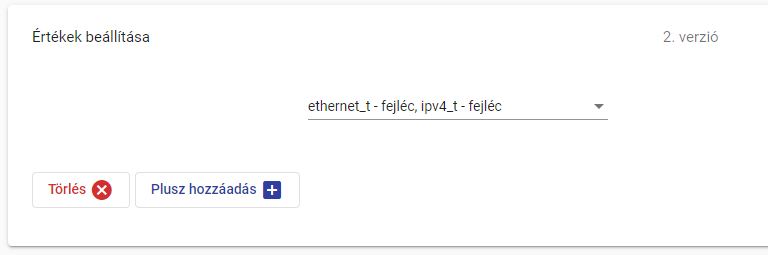 Értékek beállítása
2. verzió
ethernet_t - fejléc, ipv4_t - fejléc
Törlés
Plusz hozzáadás